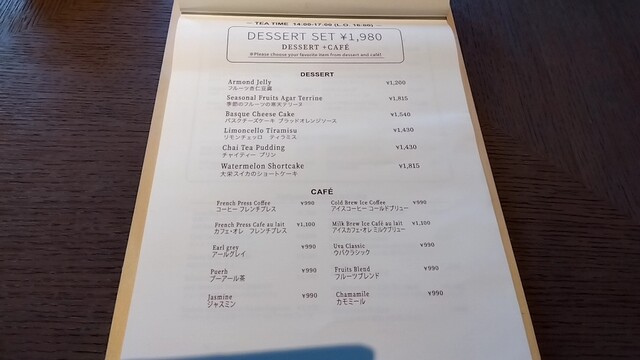 — TEA TIME 14:00-17:00 (L.O. 16:00) —
DESSERT SET ¥1,980
DESSERT +CAFÉ
※Please choose your favorite item from dessert and café!
DESSERT
Armond Jelly ¥1,200
フルーツ杏仁豆腐
Seasonal Fruits Agar Terrine ¥1,815
季節のフルーツの寒天テリーヌ
Basque Cheese Cake ¥1,540
バスクチーズケーキ ブラッドオレンジソース
Limoncello Tiramisu ¥1,430
リモンチェッロ ティラミス
Chai Tea Pudding ¥1,430
チャイティー プリン
Watermelon Shortcake ¥1,815
大栄スイカのショートケーキ
CAFÉ
French Press Coffee ¥990 Cold Brew Ice Coffee ¥990
コーヒー フレンチプレス アイスコーヒー コールドブリュー
French Press Cafe au lait ¥1,100 Milk Brew Ice Café au lait ¥1,100
カフェ・オレ フレンチプレス アイスカフェ・オレ ミルクブリュー
Earl grey ¥990 Uva Classic ¥990
アールグレイ ウバクラシック
Puerh ¥990 Fruits Blend ¥990
プーアール茶 フルーツブレンド
Jasmine ¥990 Chamamile ¥990
ジャスミン カモミール